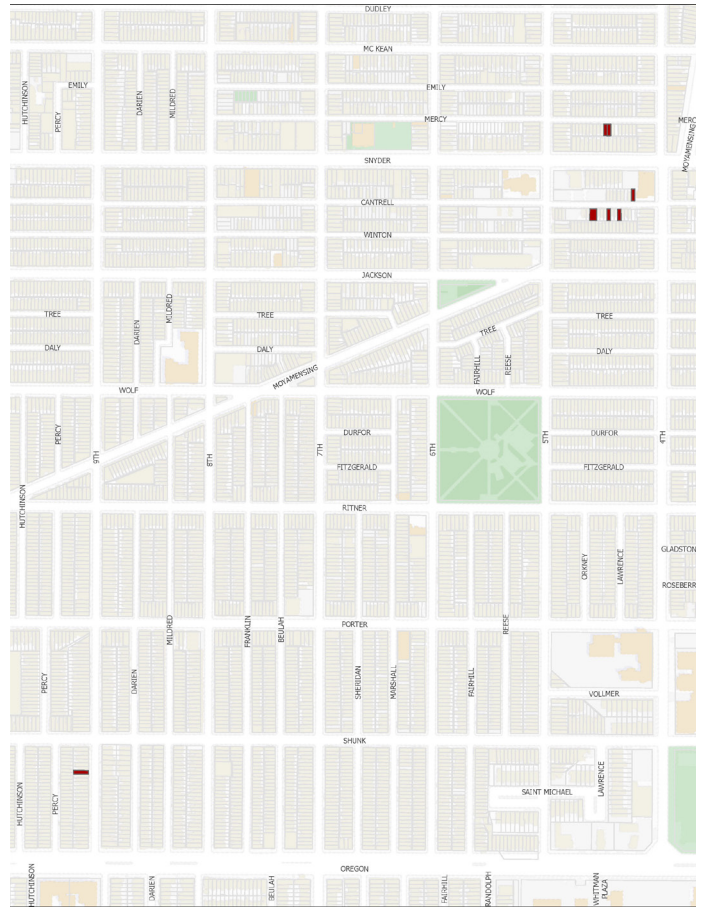 DUDLEY
MC KEAN
EMILY
EMILY
HUTCHINSON
PERCY
DARIEN
MILDRED
MERCY
MERC
MOYAMENSING
SNYDER
CANTRELL
WINTON
JACKSON
TREE
DARIEN
MILDRED
TREE
TREE
TREE
DALY
DALY
DALY
FAIRHILL
REESE
MOYAMENSING
WOLF
WOLF
PERCY
9TH
8TH
7TH
6TH
5TH
4TH
DURFOR
DURFOR
FITZGERALD
FITZGERALD
HUTCHINSON
RITNER
GLADSTON
ORKNEY
LAWRENCE
ROSEBERR
MILDRED
FRANKLIN
BEULAH
PORTER
REESE
PERCY
DARIEN
SHERIDAN
MARSHALL
FAIRHILL
VOLLMER
SHUNK
HUTCHINSON
PERCY
SAINT MICHAEL
LAWRENCE
OREGON
HUTCHINSON
DARIEN
BEULAH
FAIRHILL
RANDOLPH
WHITMAN
PLAZA